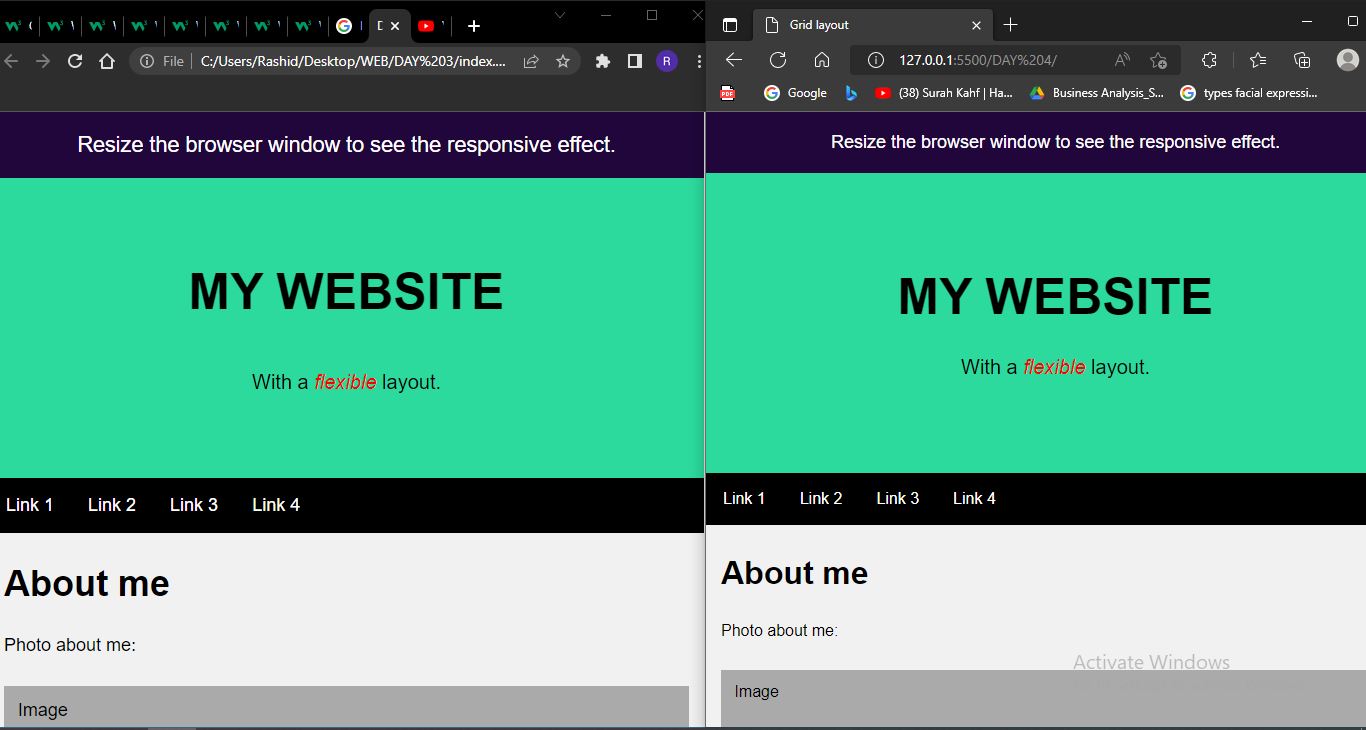 D
File
C:/Users/Rashid/Desktop/WEB/DAY%203/index....
R
Resize the browser window to see the responsive effect.
MY WEBSITE
With a flexible layout.
Link 1 Link 2 Link 3 Link 4
About me
Photo about me:
Image
Grid layout
127.0.0.1:5500/DAY%204/
PDF
Google
(38) Surah Kahf | Ha...
Business Analysis_S...
types facial expressi...
Resize the browser window to see the responsive effect.
MY WEBSITE
With a flexible layout.
Link 1 Link 2 Link 3 Link 4
About me
Photo about me:
Activate Windows
Image